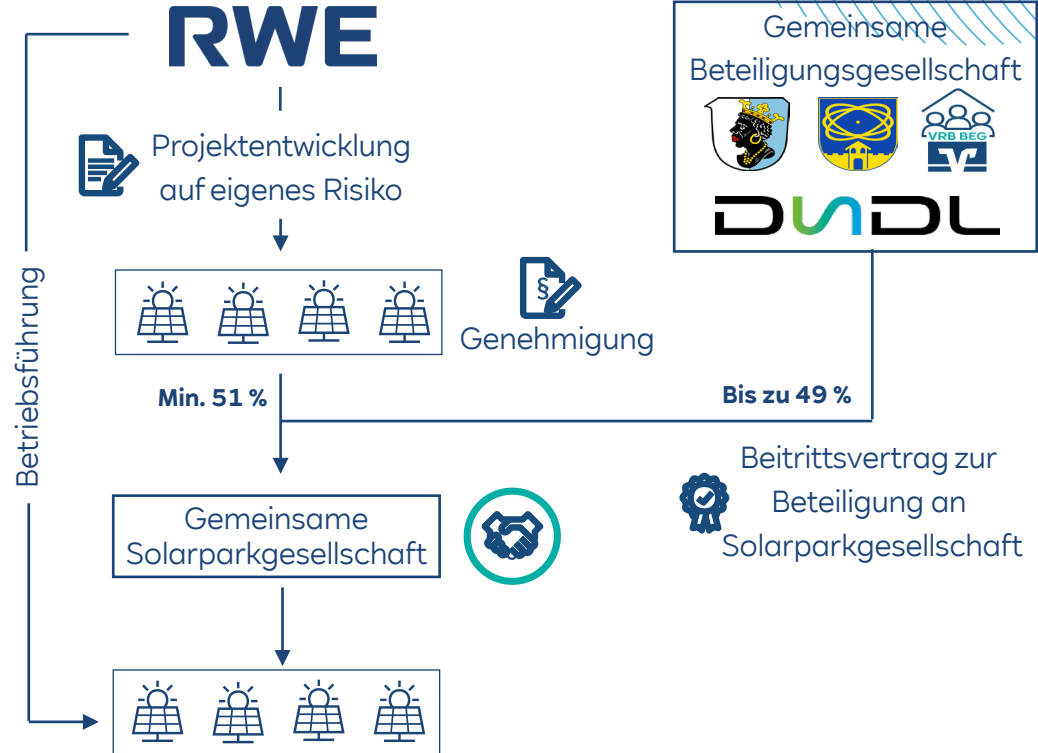 RWE
Gemeinsame
Beteiligungsgesellschaft
VRB BEG
DUDL
Projektentwicklung
auf eigenes Risiko
§
Genehmigung
Betriebsführung
Min. 51 %
Bis zu 49 %
Beitrittsvertrag zur
Beteiligung an
Solarparkgesellschaft
Gemeinsame
Solarparkgesellschaft